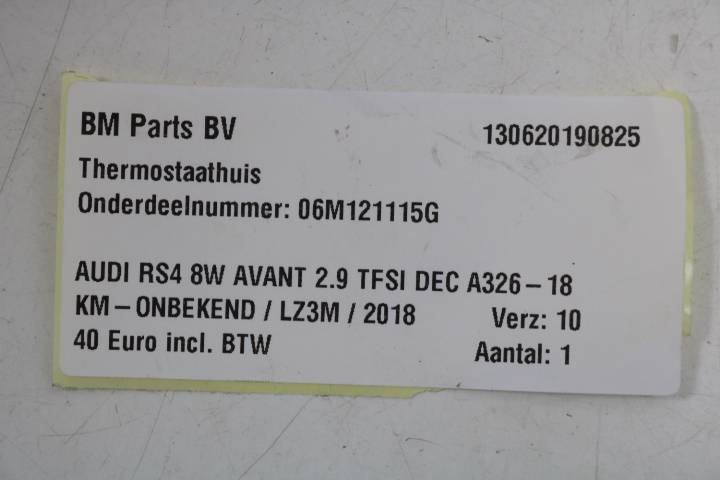 BM Parts BV 130620190825
Thermostaathuis
Onderdeelnummer: 06M121115G
AUDI RS4 8W AVANT 2.9 TFSI DEC A326-18
KM-ONBEKEND / LZ3M / 2018 Verz: 10
40 Euro incl. BTW Aantal: 1